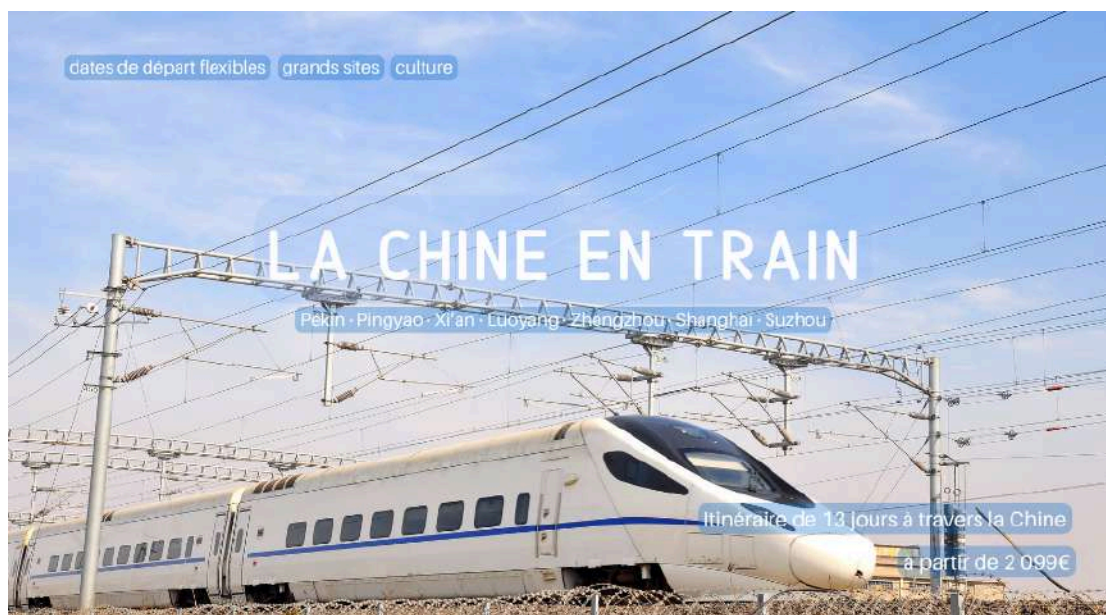 dates de départ flexibles grands sites culture
LA CHINE EN TRAIN
Pékin · Pingyao · Xi'an · Luoyang · Zhengzhou · Shanghai · Suzhou
Itinéraire de 13 jours à travers la Chine
à partir de 2 099€